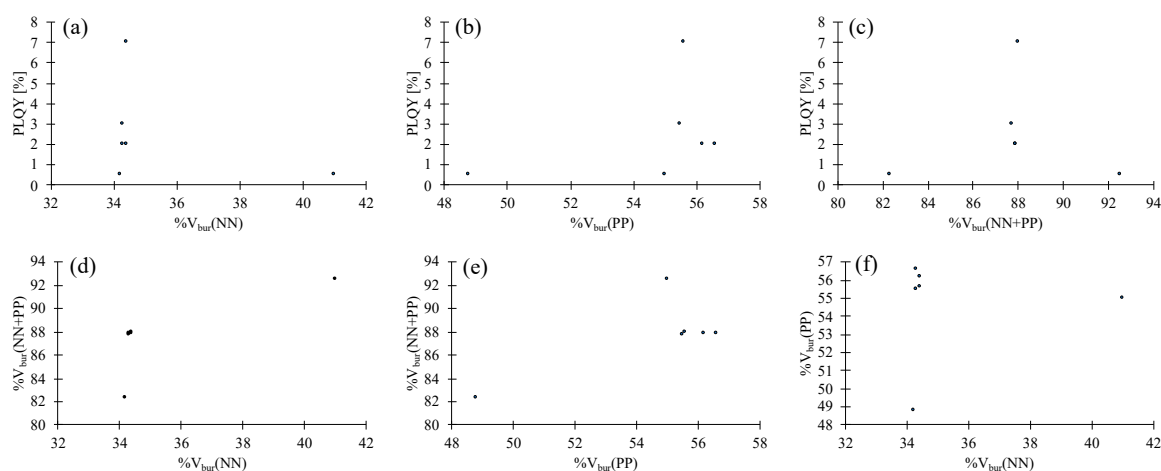 (a)
PLQY [%]
8
7
6
5
4
3
2
1
0
32 34 36 38 40 42
%Vbur(NN)
(b)
PLQY [%]
8
7
6
5
4
3
2
1
0
48 50 52 54 56 58
%Vbur(PP)
(c)
PLQY [%]
8
7
6
5
4
3
2
1
0
80 82 84 86 88 90 92 94
%Vbur(NN+PP)
(d)
%Vbur(NN+PP)
94
92
90
88
86
84
82
80
32 34 36 38 40 42
%Vbur(NN)
(e)
%Vbur(NN+PP)
94
92
90
88
86
84
82
80
48 50 52 54 56 58
%Vbur(PP)
(f)
%Vbur(PP)
57
56
55
54
53
52
51
50
49
48
32 34 36 38 40 42
%Vbur(NN)